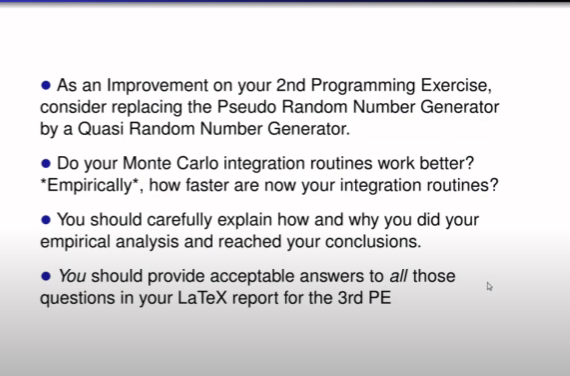 • As an Improvement on your 2nd Programming Exercise,
consider replacing the Pseudo Random Number Generator
by a Quasi Random Number Generator.
• Do your Monte Carlo integration routines work better?
*Empirically*, how faster are now your integration routines?
• You should carefully explain how and why you did your
empirical analysis and reached your conclusions.
• You should provide acceptable answers to all those
questions in your LaTeX report for the 3rd PE